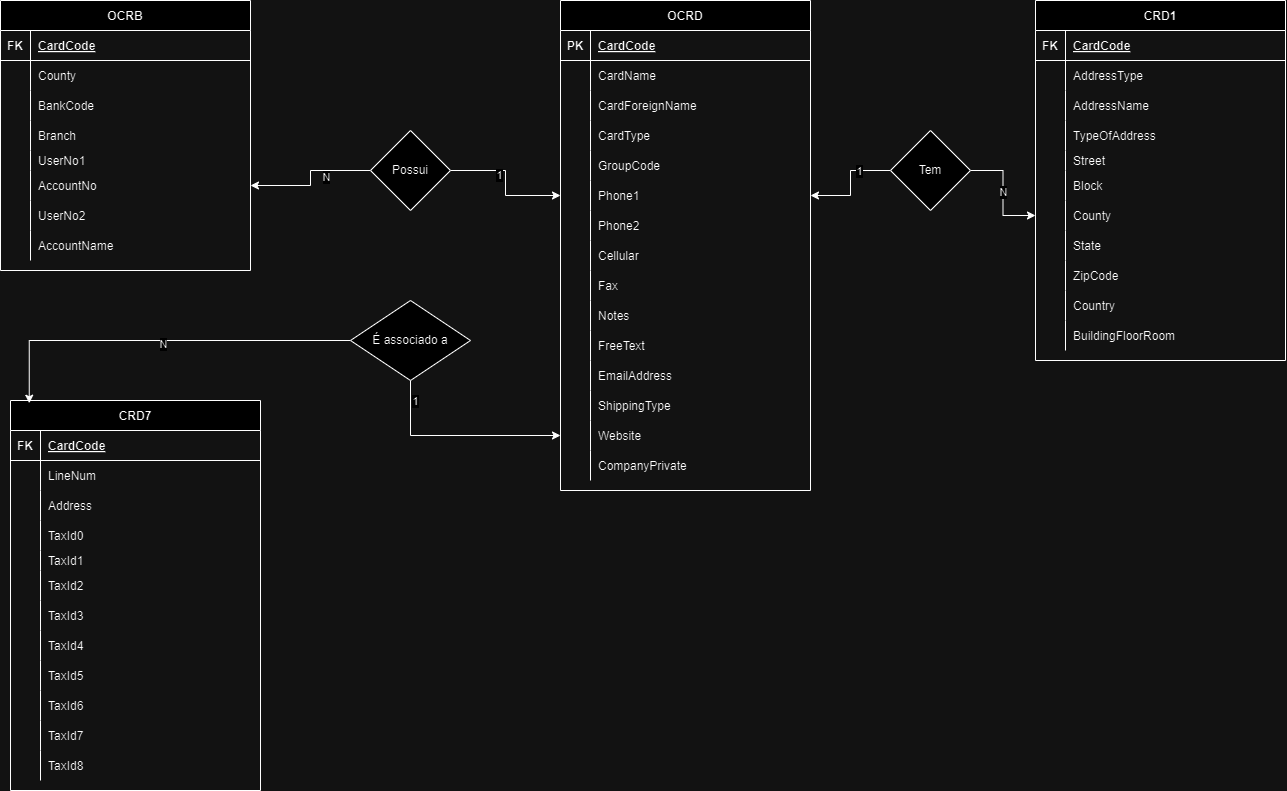 OCRB
FK CardCode
County
BankCode
Branch
UserNo1
AccountNo
UserNo2
AccountName
N
Possui
1
OCRD
PK CardCode
CardName
CardForeignName
CardType
GroupCode
Phone1
Phone2
Cellular
Fax
Notes
FreeText
EmailAddress
ShippingType
Website
CompanyPrivate
1
Tem
N
CRD1
FK CardCode
AddressType
AddressName
TypeOfAddress
Street
Block
County
State
ZipCode
Country
BuildingFloorRoom
N
É associado a
1
CRD7
FK CardCode
LineNum
Address
TaxId0
TaxId1
TaxId2
TaxId3
TaxId4
TaxId5
TaxId6
TaxId7
TaxId8